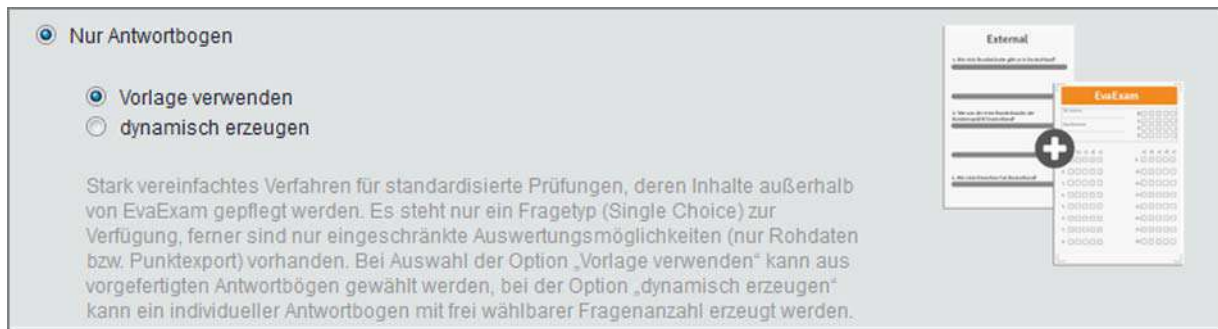 Nur Antwortbogen
Vorlage verwenden
dynamisch erzeugen
Stark vereinfachtes Verfahren für standardisierte Prüfungen, deren Inhalte außerhalb
von EvaExam gepflegt werden. Es steht nur ein Fragetyp (Single Choice) zur
Verfügung, ferner sind nur eingeschränkte Auswertungsmöglichkeiten (nur Rohdaten
bzw. Punktexport) vorhanden. Bei Auswahl der Option „Vorlage verwenden“ kann aus
vorgefertigten Antwortbögen gewählt werden, bei der Option „dynamisch erzeugen“
kann ein individueller Antwortbogen mit frei wählbarer Fragenanzahl erzeugt werden.
External
EvaExam